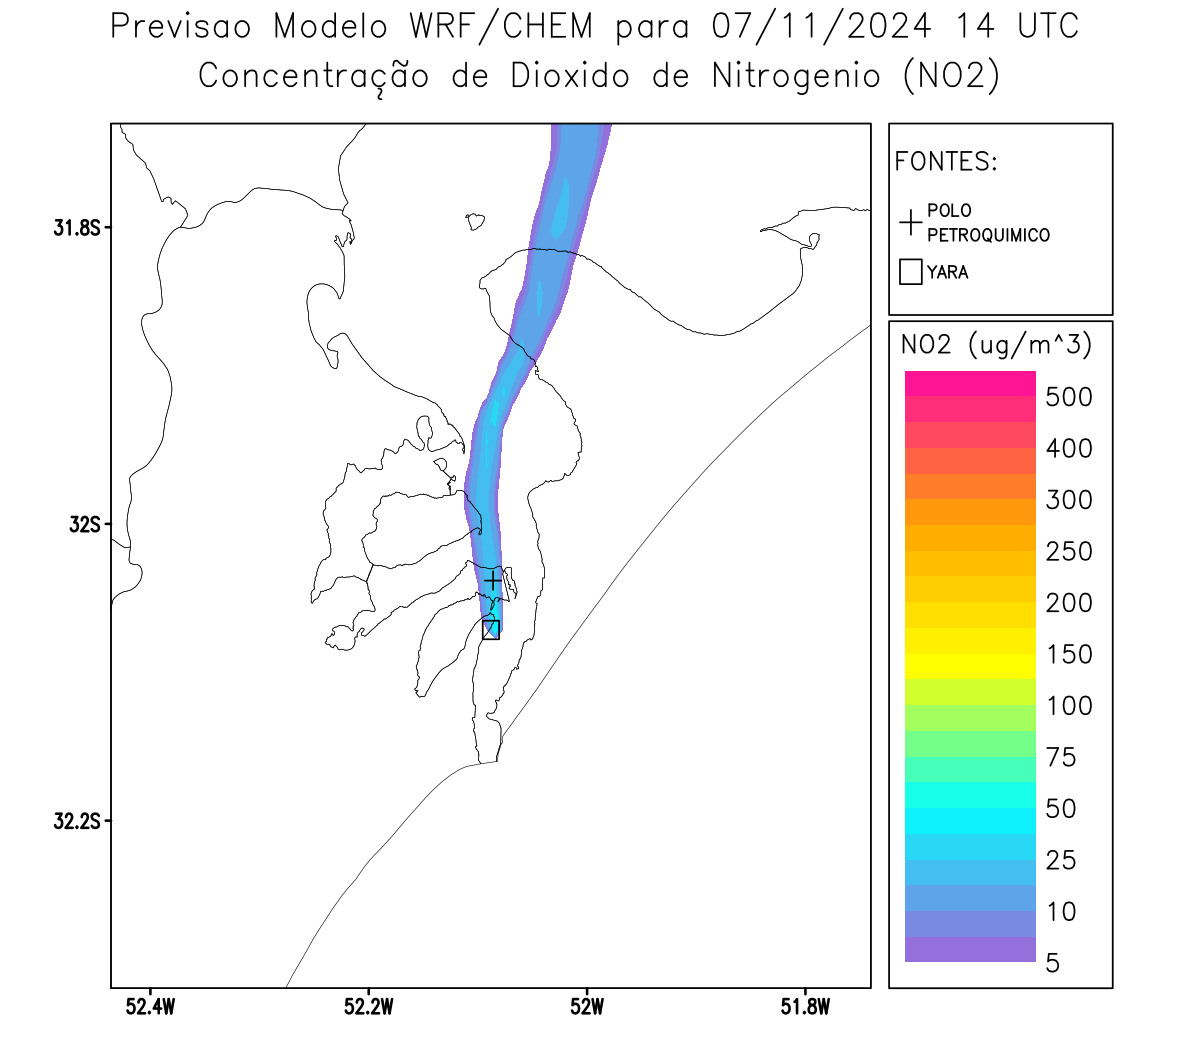 Previsao Modelo WRF/CHEM para 07/11/2024 14 UTC
Concentração de Dioxido de Nitrogenio (NO2)
FONTES:
POLO
PETROQUIMICO
YARA
31.8S
32S
32.2S
52.4W
52.2W
52W
51.8W
NO2 (ug/m^3)
500
400
300
250
200
150
100
75
50
25
10
5